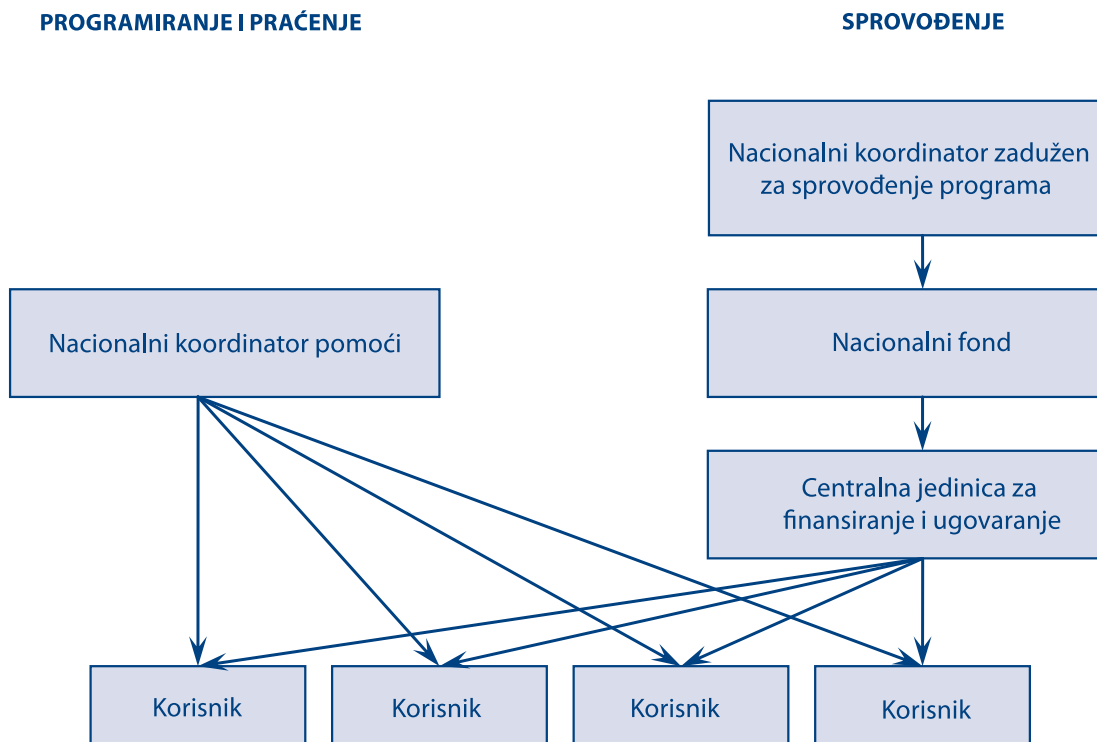 PROGRAMIRANJE I PRAĆENJE
SPROVOĐENJE
Nacionalni koordinator zadužen
za sprovođenje programa
Nacionalni koordinator pomoći
Nacionalni fond
Centralna jedinica za
finansiranje i ugovaranje
Korisnik
Korisnik
Korisnik
Korisnik